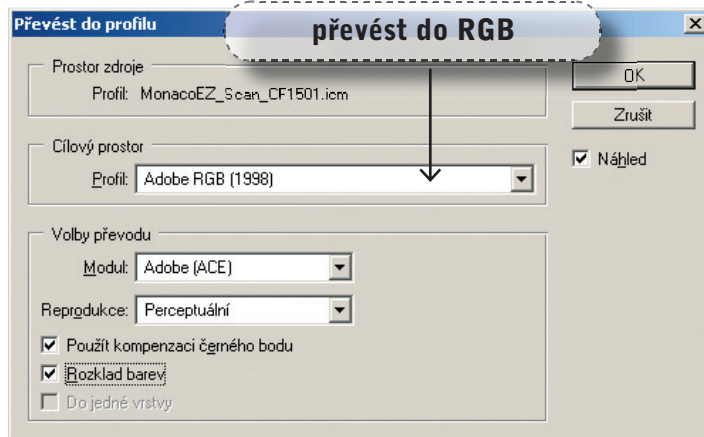 Převést do profilu
převést do RGB
Prostor zdroje
Profil: MonacoEZ_Scan_CF1501.icm
OK
Zrušit
Náhled
Cílový prostor
Profil: Adobe RGB (1998)
Volby převodu
Modul: Adobe (ACE)
Reprodukce: Perceptuální
Použít kompenzaci černého bodu
Rozklad barev
Do jedné vrstvy